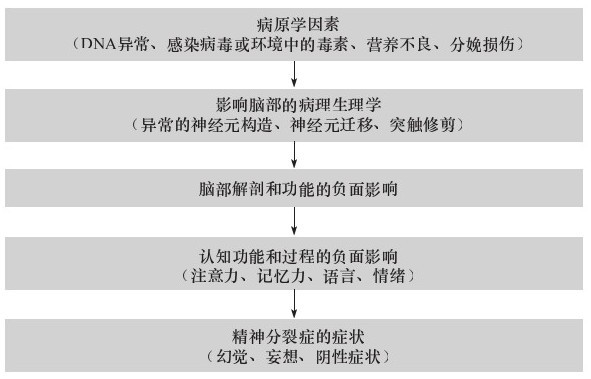 病原学因素
（DNA异常、感染病毒或环境中的毒素、营养不良、分娩损伤）
影响脑部的病理生理学
（异常的神经元构造、神经元迁移、突触修剪）
脑部解剖和功能的负面影响
认知功能和过程的负面影响
（注意力、记忆力、语言、情绪）
精神分裂症的症状
（幻觉、妄想、阴性症状）